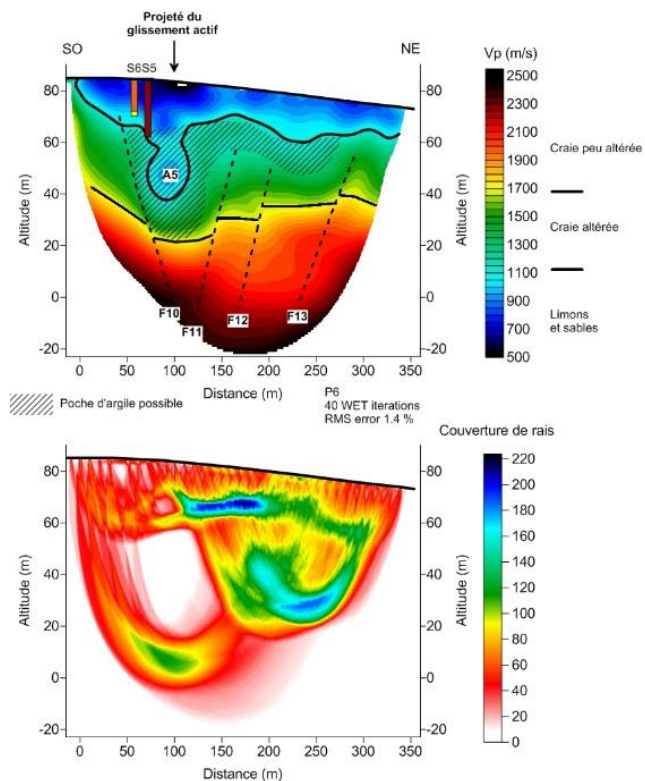 Projeté du
glissement actif
SO
NE
Vp (m/s)
S6S5
80
60
40
20
0
-20
Altitude (m)
A5
F10
F11
F12
F13
80
60
40
20
0
-20
Altitude (m)
0 50 100 150 200 250 300 350
Distance (m)
2500
2300
2100
1900
1700
1500
1300
1100
900
700
500
Craie peu altérée
Craie altérée
Limons
et sables
Poche d'argile possible
P6
40 WET iterations
RMS error 1.4 %
Couverture de rais
80
60
40
20
0
-20
Altitude (m)
80
60
40
20
0
-20
Altitude (m)
0 50 100 150 200 250 300 350
Distance (m)
220
200
180
160
140
120
100
80
60
40
20
0